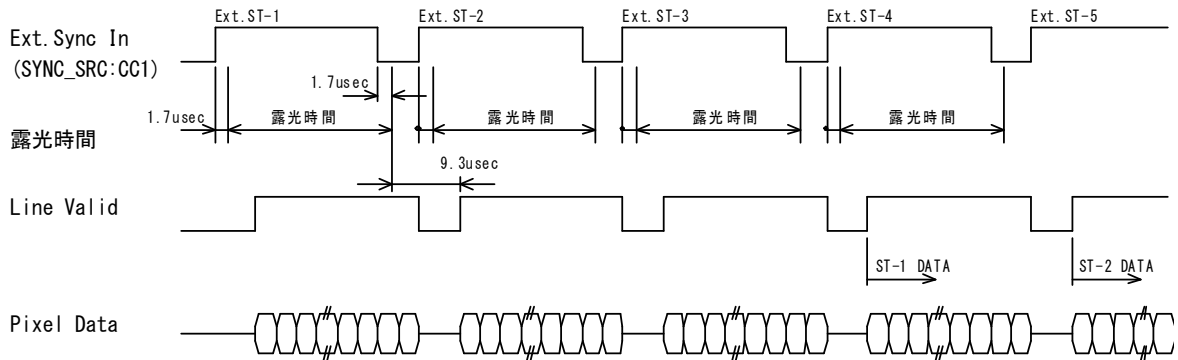 Ext.ST-1 Ext.ST-2 Ext.ST-3 Ext.ST-4 Ext.ST-5
Ext.Sync In
(SYNC_SRC:CC1)
1.7usec
1.7usec 露光時間 露光時間 露光時間 露光時間
露光時間
9.3usec
Line Valid
ST-1 DATA ST-2 DATA
Pixel Data